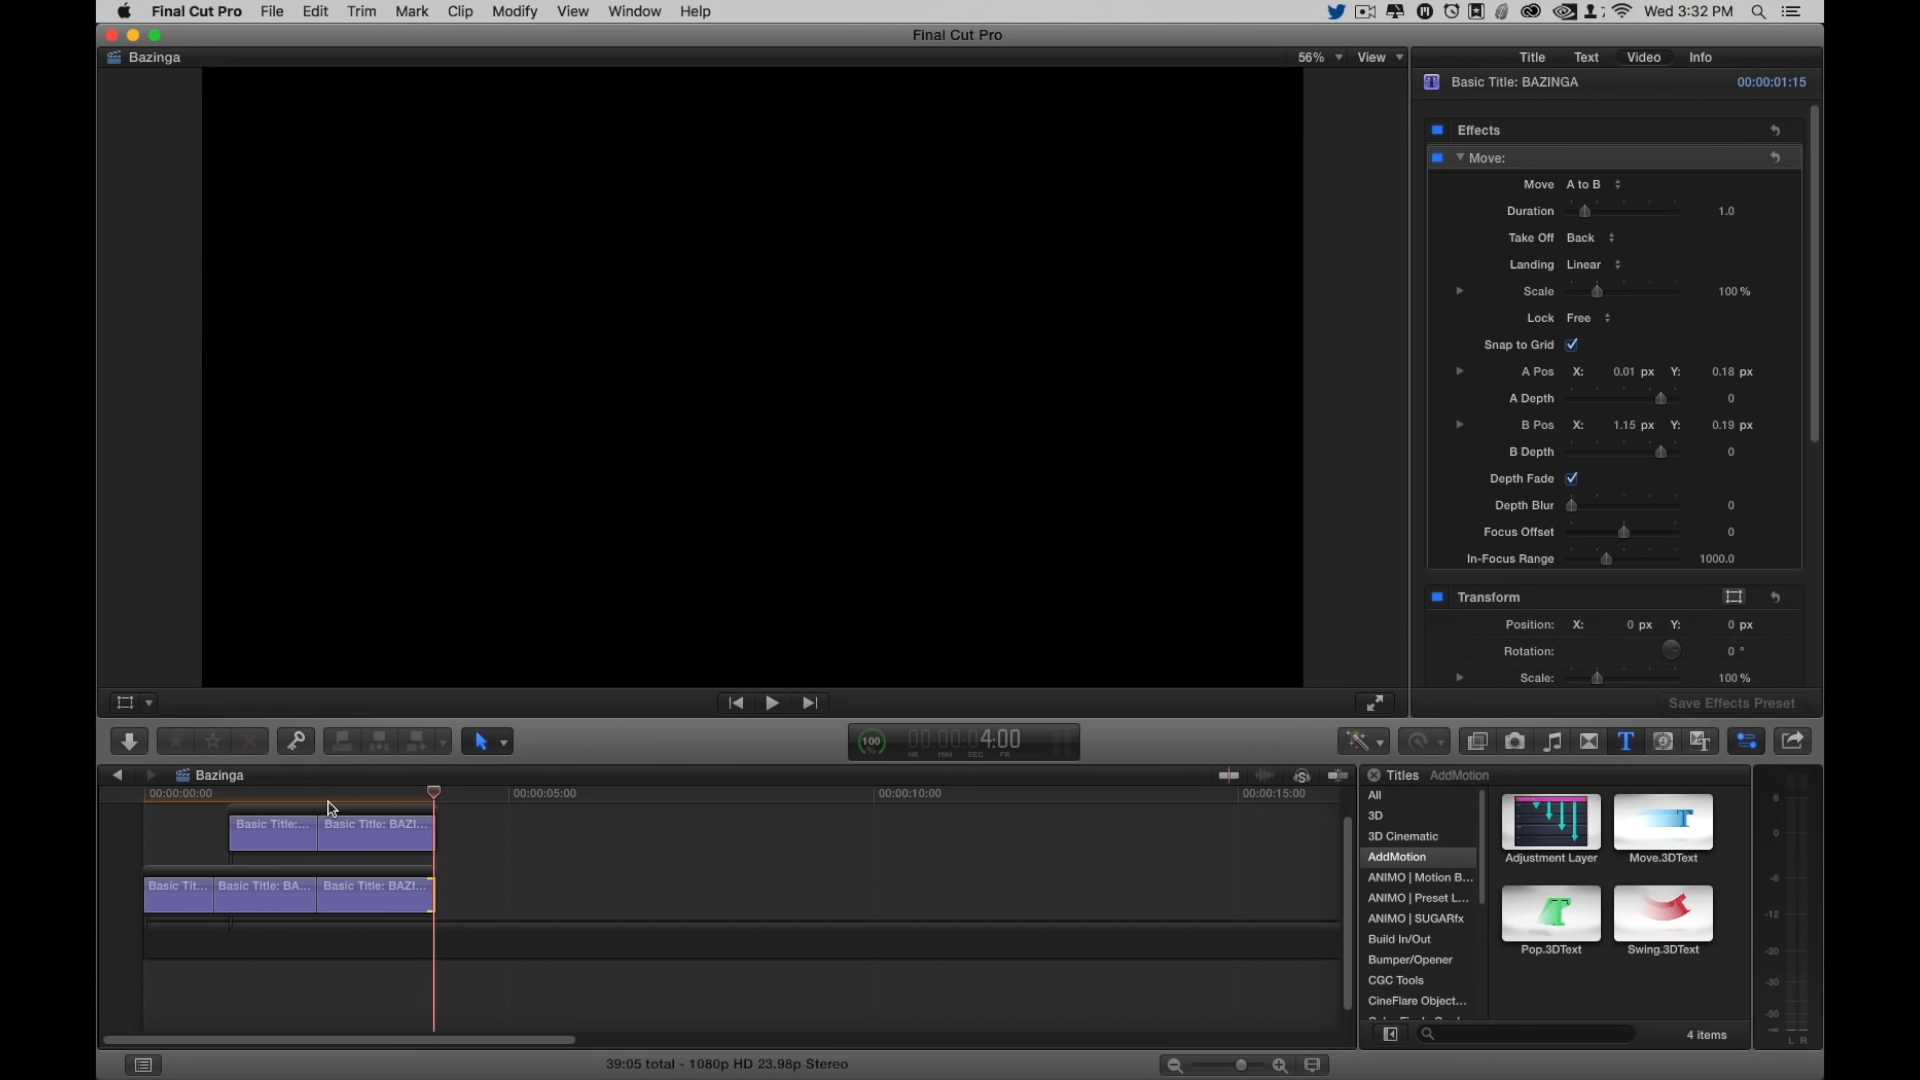 Final Cut Pro File Edit Trim Mark Clip Modify View Window Help Wed 3:32 PM
Final Cut Pro
Bazinga 56% View
Title Text Video Info
Basic Title: BAZINGA 00:00:01:15
Effects
Move:
Move A to B
Duration 1.0
Take Off Back
Landing Linear
Scale 100 %
Lock Free
Snap to Grid
A Pos X: 0.01 px Y: 0.18 px
A Depth 0
B Pos X: 1.15 px Y: 0.19 px
B Depth 0
Depth Fade
Depth Blur 0
Focus Offset 0
In-Focus Range 1000.0
Transform
Position: X: 0 px Y: 0 px
Rotation: 0 °
Scale: 100 %
Save Effects Preset
100 00:00:04:00
HR MIN SEC FR
Bazinga
00:00:00:00 00:00:05:00 00:00:10:00 00:00:15:00
Basic Title:... Basic Title: BAZI...
Basic Tit... Basic Title: BA... Basic Title: BAZI...
Titles AddMotion
All
3D
3D Cinematic
AddMotion
ANIMO | Motion B...
ANIMO | Preset L...
ANIMO | SUGARfx
Build In/Out
Bumper/Opener
CGC Tools
CineFlare Object...
Adjustment Layer
Move.3DText
Pop.3DText
Swing.3DText
4 items
6
0
-6
-12
-20
-30
-50
-∞
L R
39:05 total - 1080p HD 23.98p Stereo